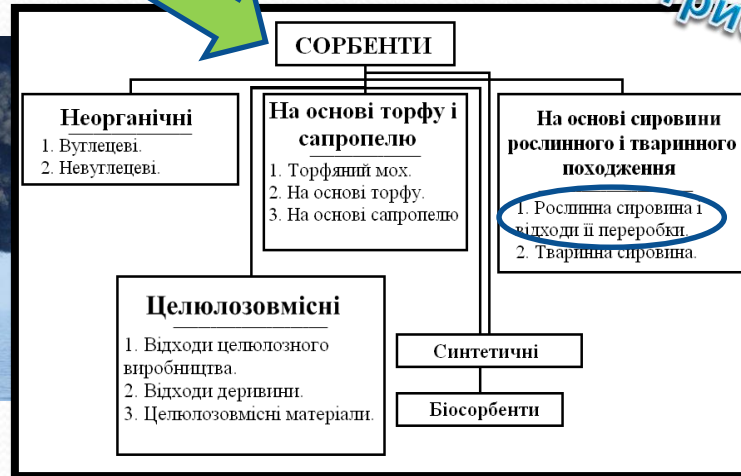 СОРБЕНТИ
Неорганічні
1. Вуглецеві.
2. Невуглецеві.
На основі торфу і
сапропелю
1. Торфяний мох.
2. На основі торфу.
3. На основі сапропелю
На основі сировини
рослинного і тваринного
походження
1. Рослинна сировина і
відходи її переробки.
2. Тваринна сировина.
Целюлозовмісні
1. Відходи целюлозного
виробництва.
2. Відходи деривини.
3. Целюлозовмісні матеріали.
Синтетичні
Біосорбенти